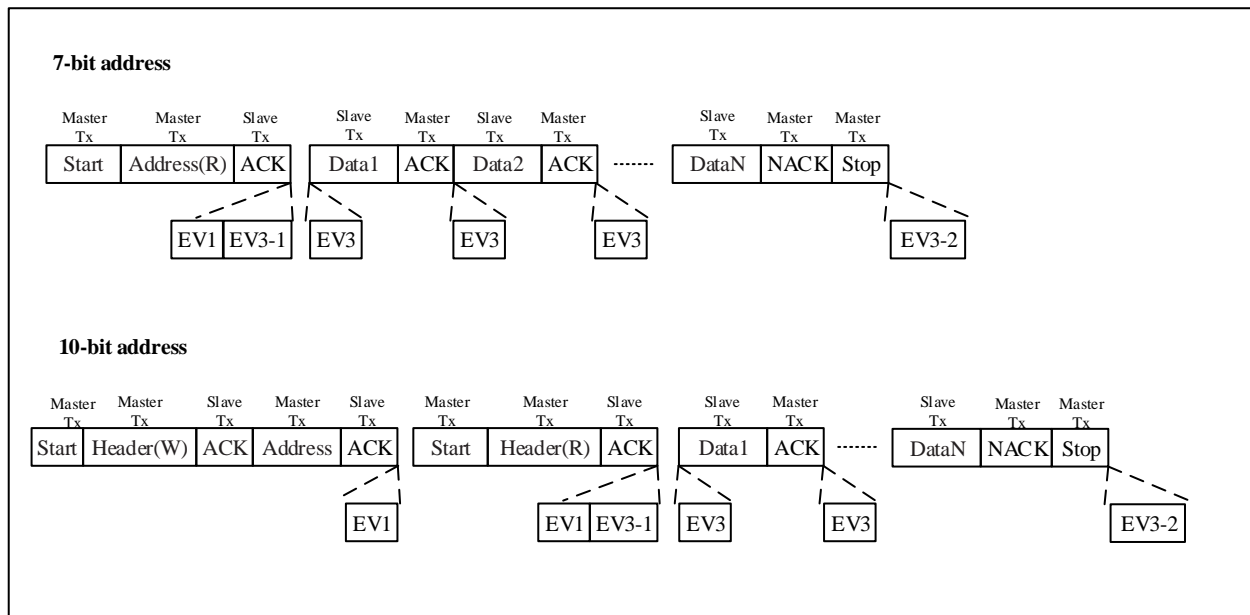 7-bit address
Master Master Slave Slave Master Slave Master Slave Master Master
Tx Tx Tx Tx Tx Tx Tx Tx Tx Tx
Start Address(R) ACK Data1 ACK Data2 ACK ........ DataN NACK Stop
EV1 EV3-1 EV3 EV3 EV3 EV3-2
10-bit address
Master Master Slave Master Slave Master Master Slave Slave Master Slave Master Master
Tx Tx Tx Tx Tx Tx Tx Tx Tx Tx Tx Tx Tx
Start Header(W) ACK Address ACK Start Header(R) ACK Data1 ACK ........ DataN NACK Stop
EV1 EV1 EV3-1 EV3 EV3 EV3-2